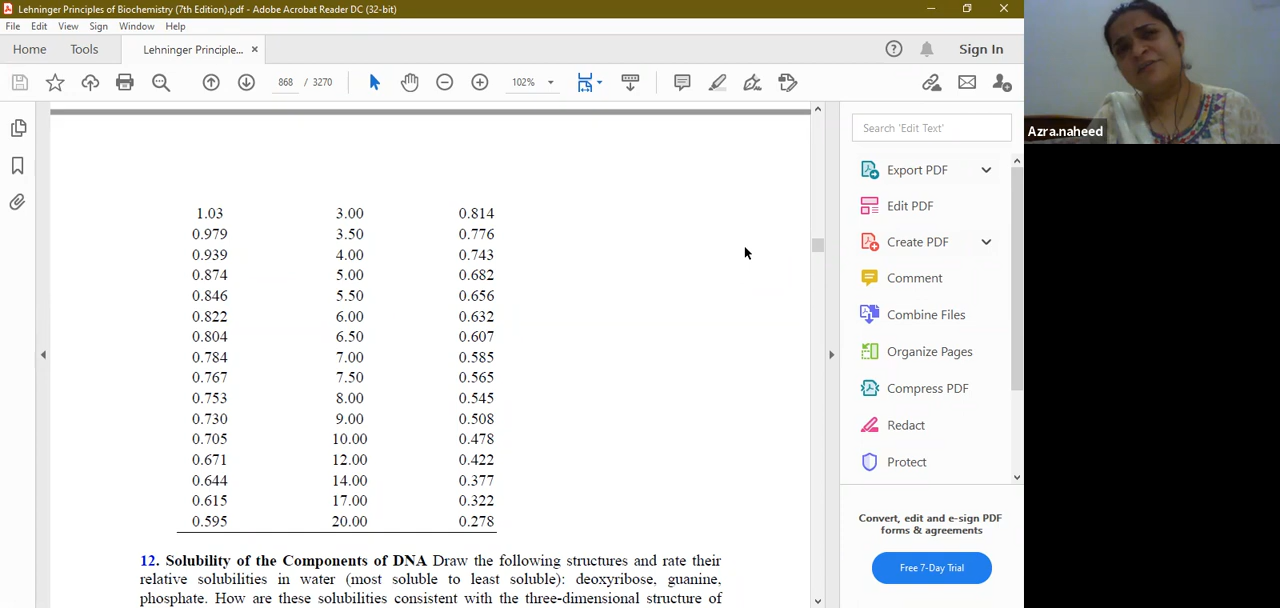 Lehninger Principles of Biochemistry (7th Edition).pdf - Adobe Acrobat Reader DC (32-bit)
File Edit View Sign Window Help
Home Tools Lehninger Principle... × Sign In
868 / 3270 102%
Search 'Edit Text'
Azra.naheed
Export PDF
Edit PDF
Create PDF
Comment
Combine Files
Organize Pages
Compress PDF
Redact
Protect
Convert, edit and e-sign PDF
forms & agreements
Free 7-Day Trial
1.03 3.00 0.814
0.979 3.50 0.776
0.939 4.00 0.743
0.874 5.00 0.682
0.846 5.50 0.656
0.822 6.00 0.632
0.804 6.50 0.607
0.784 7.00 0.585
0.767 7.50 0.565
0.753 8.00 0.545
0.730 9.00 0.508
0.705 10.00 0.478
0.671 12.00 0.422
0.644 14.00 0.377
0.615 17.00 0.322
0.595 20.00 0.278
12. Solubility of the Components of DNA Draw the following structures and rate their
relative solubilities in water (most soluble to least soluble): deoxyribose, guanine,
phosphate. How are these solubilities consistent with the three-dimensional structure of